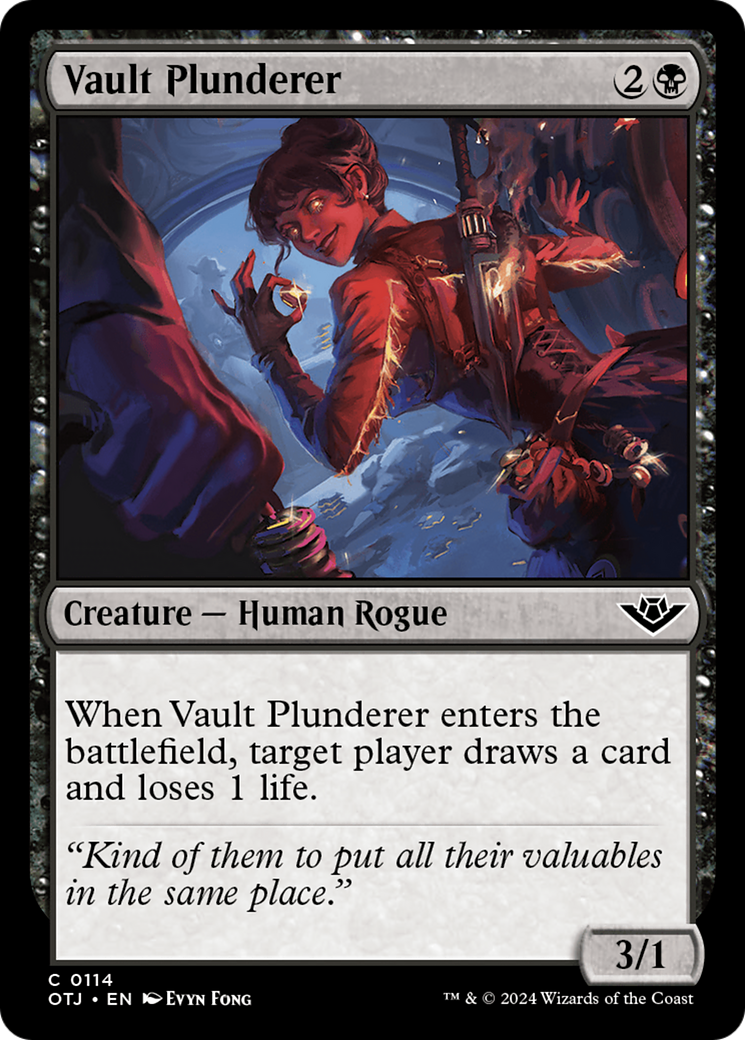 Vault Plunderer 2
Creature — Human Rogue
When Vault Plunderer enters the
battlefield, target player draws a card
and loses 1 life.
“Kind of them to put all their valuables
in the same place.”
3/1
C 0114
OTJ • EN Evyn Fong
™ & © 2024 Wizards of the Coast